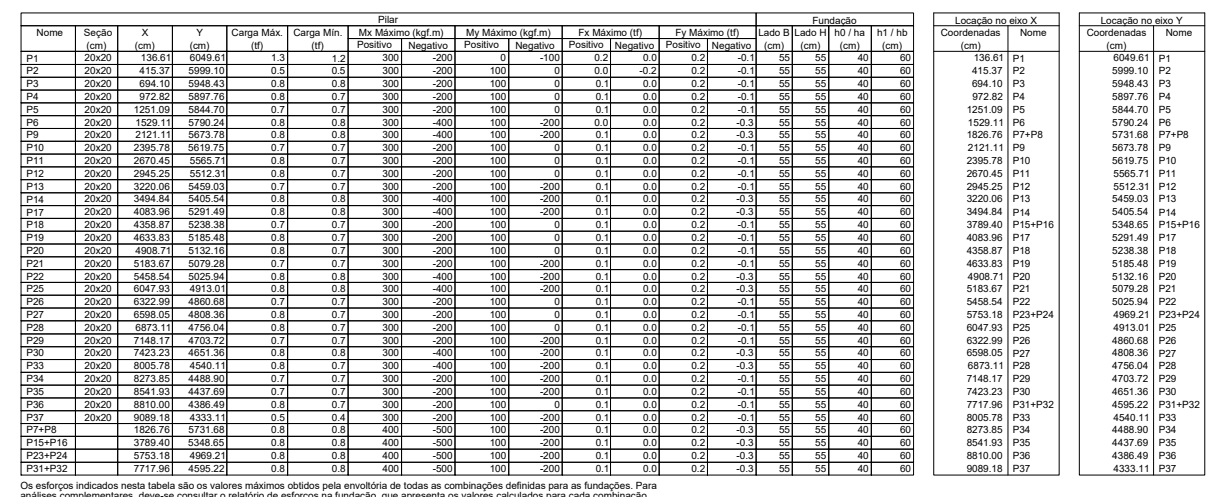 Pilar Fundação
Nome Seção X Y Carga Máx. Carga Mín. Mx Máximo (kgf.m) My Máximo (kgf.m) Fx Máximo (tf) Fy Máximo (tf) Lado B Lado H h0 / ha h1 / hb
(cm) (cm) (cm) (tf) (tf) Positivo Negativo Positivo Negativo Positivo Negativo Positivo Negativo (cm) (cm) (cm) (cm)
P1 20x20 136.61 6049.61 1.3 1.2 300 -200 0 -100 0.2 0.0 0.2 -0.1 55 55 40 60
P2 20x20 415.37 5999.10 0.5 0.5 300 -200 100 0 0.0 -0.2 0.2 -0.1 55 55 40 60
P3 20x20 694.10 5948.43 0.8 0.8 300 -200 100 0 0.1 0.0 0.2 -0.1 55 55 40 60
P4 20x20 972.82 5897.76 0.8 0.7 300 -200 100 0 0.1 0.0 0.2 -0.1 55 55 40 60
P5 20x20 1251.09 5844.70 0.7 0.7 300 -200 100 0 0.1 0.0 0.2 -0.1 55 55 40 60
P6 20x20 1529.11 5790.24 0.8 0.8 300 -400 100 -200 0.0 0.0 0.2 -0.3 55 55 40 60
P9 20x20 2121.11 5673.78 0.8 0.8 300 -400 100 -200 0.1 0.0 0.2 -0.3 55 55 40 60
P10 20x20 2395.78 5619.75 0.7 0.7 300 -200 100 0 0.1 0.0 0.2 -0.1 55 55 40 60
P11 20x20 2670.45 5565.71 0.8 0.7 300 -200 100 0 0.1 0.0 0.2 -0.1 55 55 40 60
P12 20x20 2945.25 5512.31 0.8 0.7 300 -200 100 0 0.1 0.0 0.2 -0.1 55 55 40 60
P13 20x20 3220.06 5459.03 0.7 0.7 300 -200 100 -200 0.1 0.0 0.2 -0.1 55 55 40 60
P14 20x20 3494.84 5405.54 0.8 0.8 300 -400 100 -200 0.1 0.0 0.2 -0.3 55 55 40 60
P17 20x20 4083.96 5291.49 0.8 0.8 300 -400 100 -200 0.1 0.0 0.2 -0.3 55 55 40 60
P18 20x20 4358.87 5238.38 0.7 0.7 300 -200 100 0 0.1 0.0 0.2 -0.1 55 55 40 60
P19 20x20 4633.83 5185.48 0.8 0.7 300 -200 100 0 0.1 0.0 0.2 -0.1 55 55 40 60
P20 20x20 4908.71 5132.16 0.8 0.7 300 -200 100 0 0.1 0.0 0.2 -0.1 55 55 40 60
P21 20x20 5183.67 5079.28 0.7 0.7 300 -200 100 -200 0.1 0.0 0.2 -0.1 55 55 40 60
P22 20x20 5458.54 5025.94 0.8 0.8 300 -400 100 -200 0.1 0.0 0.2 -0.3 55 55 40 60
P25 20x20 6047.93 4913.01 0.8 0.8 300 -400 100 -200 0.1 0.0 0.2 -0.3 55 55 40 60
P26 20x20 6322.99 4860.68 0.7 0.7 300 -200 100 0 0.1 0.0 0.2 -0.1 55 55 40 60
P27 20x20 6598.05 4808.36 0.8 0.7 300 -200 100 0 0.1 0.0 0.2 -0.1 55 55 40 60
P28 20x20 6873.11 4756.04 0.8 0.7 300 -200 100 0 0.1 0.0 0.2 -0.1 55 55 40 60
P29 20x20 7148.17 4703.72 0.7 0.7 300 -200 100 -200 0.1 0.0 0.2 -0.1 55 55 40 60
P30 20x20 7423.23 4651.36 0.8 0.8 300 -400 100 -200 0.1 0.0 0.2 -0.3 55 55 40 60
P33 20x20 8005.78 4540.11 0.8 0.7 300 -400 100 -200 0.1 0.0 0.2 -0.3 55 55 40 60
P34 20x20 8273.85 4488.90 0.7 0.7 300 -200 100 0 0.1 0.0 0.2 -0.1 55 55 40 60
P35 20x20 8541.93 4437.69 0.7 0.7 300 -200 100 0 0.1 0.0 0.2 -0.1 55 55 40 60
P36 20x20 8810.00 4386.49 0.8 0.7 300 -200 100 0 0.1 0.0 0.2 -0.1 55 55 40 60
P37 20x20 9089.18 4333.11 0.5 0.4 300 -200 100 -200 0.1 0.0 0.2 -0.1 55 55 40 60
P7+P8 1826.76 5731.68 0.8 0.8 400 -500 100 -200 0.1 0.0 0.2 -0.3 55 55 40 60
P15+P16 3789.40 5348.65 0.8 0.8 400 -500 100 -200 0.1 0.0 0.2 -0.3 55 55 40 60
P23+P24 5753.18 4969.21 0.8 0.8 400 -500 100 -200 0.1 0.0 0.2 -0.3 55 55 40 60
P31+P32 7717.96 4595.22 0.8 0.8 400 -500 100 -200 0.1 0.0 0.2 -0.3 55 55 40 60
Os esforços indicados nesta tabela são os valores máximos obtidos pela envoltória de todas as combinações definidas para as fundações. Para
análises complementares, deve-se consultar o relatório de esforços na fundação, que apresenta os valores calculados para cada combinação.
Locação no eixo X
Coordenadas Nome
(cm)
136.61 P1
415.37 P2
694.10 P3
972.82 P4
1251.09 P5
1529.11 P6
1826.76 P7+P8
2121.11 P9
2395.78 P10
2670.45 P11
2945.25 P12
3220.06 P13
3494.84 P14
3789.40 P15+P16
4083.96 P17
4358.87 P18
4633.83 P19
4908.71 P20
5183.67 P21
5458.54 P22
5753.18 P23+P24
6047.93 P25
6322.99 P26
6598.05 P27
6873.11 P28
7148.17 P29
7423.23 P30
7717.96 P31+P32
8005.78 P33
8273.85 P34
8541.93 P35
8810.00 P36
9089.18 P37
Locação no eixo Y
Coordenadas Nome
(cm)
6049.61 P1
5999.10 P2
5948.43 P3
5897.76 P4
5844.70 P5
5790.24 P6
5731.68 P7+P8
5673.78 P9
5619.75 P10
5565.71 P11
5512.31 P12
5459.03 P13
5405.54 P14
5348.65 P15+P16
5291.49 P17
5238.38 P18
5185.48 P19
5132.16 P20
5079.28 P21
5025.94 P22
4969.21 P23+P24
4913.01 P25
4860.68 P26
4808.36 P27
4756.04 P28
4703.72 P29
4651.36 P30
4595.22 P31+P32
4540.11 P33
4488.90 P34
4437.69 P35
4386.49 P36
4333.11 P37